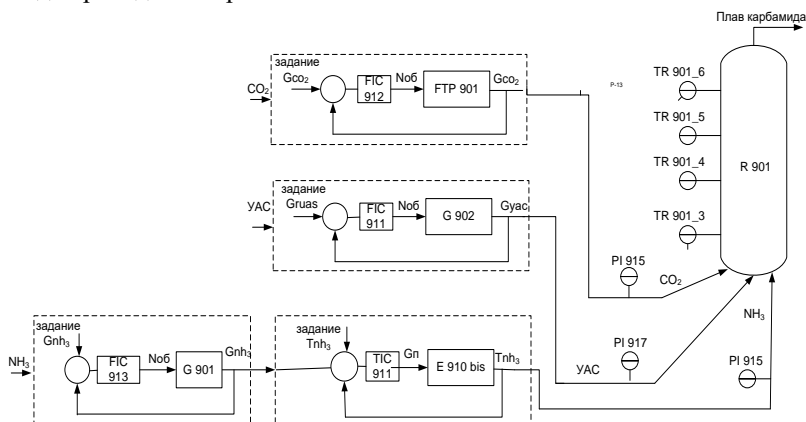 Плав карбамида
задание
Gco₂
CO₂
FIC
912
Nоб
FTP 901
Gco₂
P-13
TR 901_6
TR 901_5
TR 901_4
TR 901_3
R 901
задание
Gruas
УАС
FIC
911
Nоб
G 902
Gуас
PI 915
CO₂
NH₃
задание
Gnh₃
NH₃
FIC
913
Nоб
G 901
Gnh₃
задание
Tnh₃
TIC
911
Gп
E 910 bis
Tnh₃
PI 917
УАС
PI 915